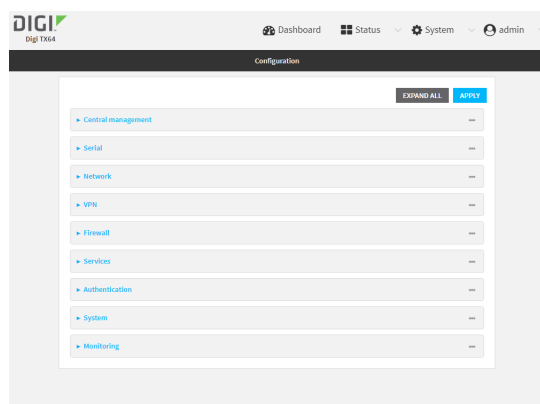 DIGI.
Digi TX64
Dashboard Status System admin
Configuration
EXPAND ALL APPLY
Central management
Serial
Network
VPN
Firewall
Services
Authentication
System
Monitoring